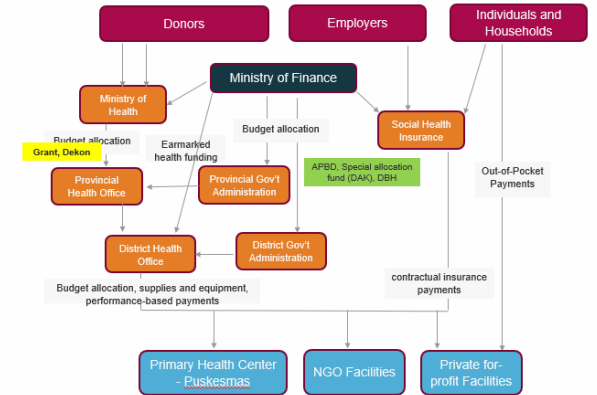 Donors
Employers
Individuals and
Households
Ministry of Finance
Ministry of
Health
Social Health
Insurance
Budget allocation
Grant, Dekon
Earmarked
health funding
Budget allocation
APBD, Special allocation
fund (DAK), DBH
Out-of-Pocket
Payments
Provincial
Health Office
Provincial Gov't
Administration
District Health
Office
District Gov't
Administration
Budget allocation, supplies and equipment,
performance-based payments
contractual insurance
payments
Primary Health Center
- Puskesmas
NGO Facilities
Private for-
profit Facilities